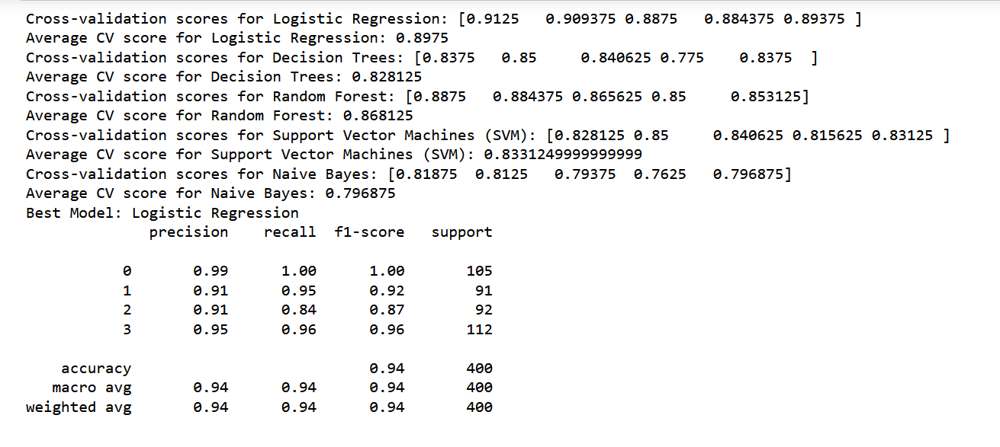 Cross-validation scores for Logistic Regression: [0.9125   0.909375 0.8875   0.884375 0.89375 ]
Average CV score for Logistic Regression: 0.8975
Cross-validation scores for Decision Trees: [0.8375   0.85     0.840625 0.775    0.8375  ]
Average CV score for Decision Trees: 0.828125
Cross-validation scores for Random Forest: [0.8875   0.884375 0.865625 0.85     0.853125]
Average CV score for Random Forest: 0.868125
Cross-validation scores for Support Vector Machines (SVM): [0.828125 0.85     0.840625 0.815625 0.83125 ]
Average CV score for Support Vector Machines (SVM): 0.8331249999999999
Cross-validation scores for Naive Bayes: [0.81875  0.8125   0.79375  0.7625   0.796875]
Average CV score for Naive Bayes: 0.796875
Best Model: Logistic Regression
              precision    recall  f1-score   support

           0       0.99      1.00      1.00       105
           1       0.91      0.95      0.92        91
           2       0.91      0.84      0.87        92
           3       0.95      0.96      0.96       112

    accuracy                           0.94       400
   macro avg       0.94      0.94      0.94       400
weighted avg       0.94      0.94      0.94       400